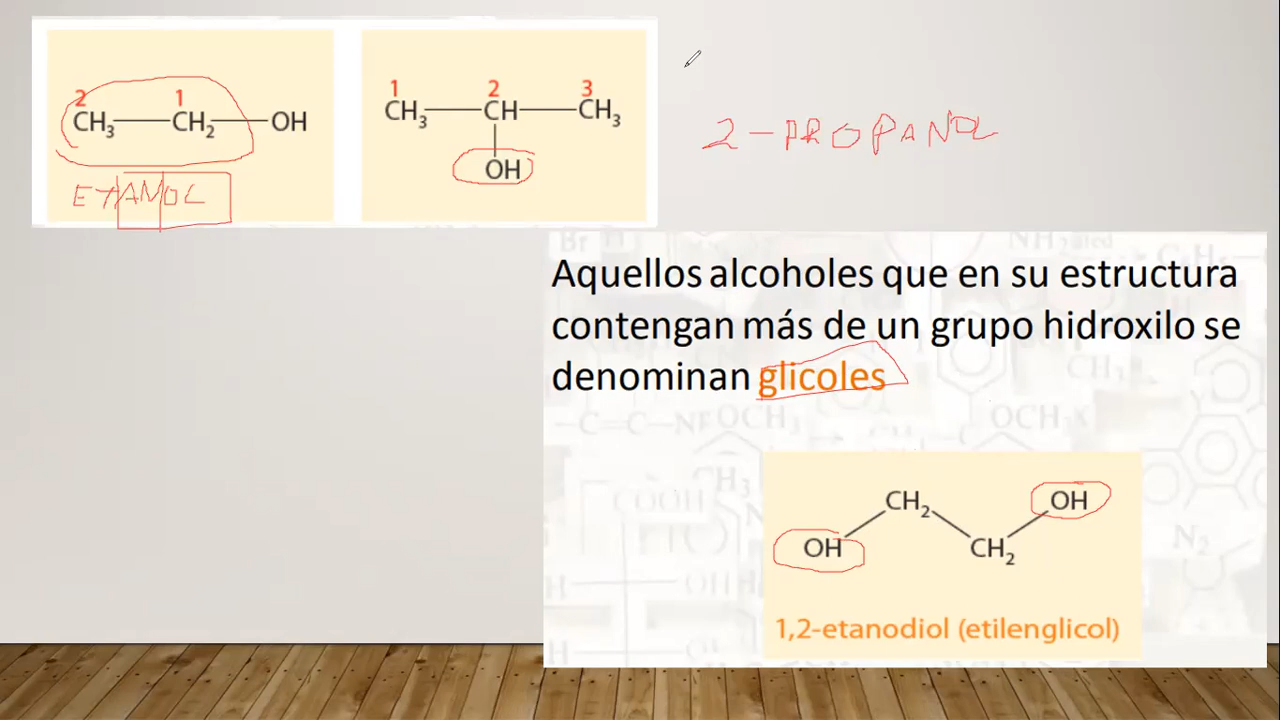 2 1
CH3 CH2 OH
ETANOL
1 2 3
CH3 CH CH3
OH
2-PROPANOL
Aquellos alcoholes que en su estructura
contengan más de un grupo hidroxilo se
denominan glicoles
CH2 OH
OH CH2
1,2-etanodiol (etilenglicol)